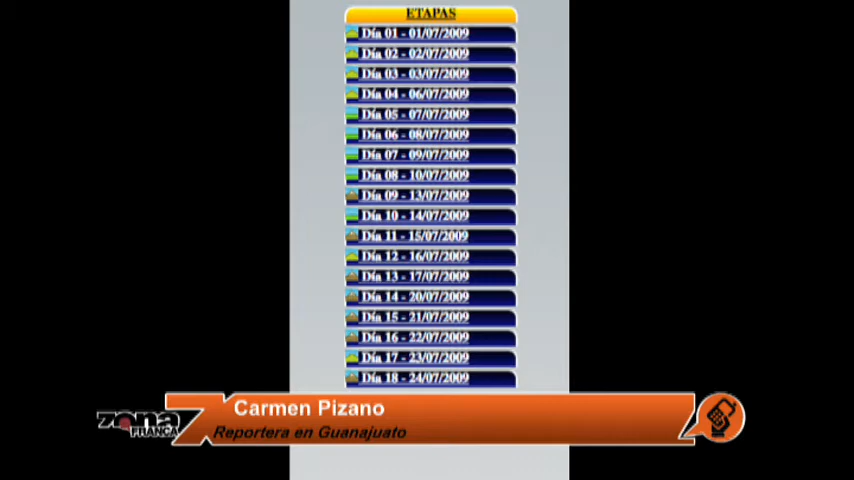 ETAPAS
Día 01 - 01/07/2009
Día 02 - 02/07/2009
Día 03 - 03/07/2009
Día 04 - 06/07/2009
Día 05 - 07/07/2009
Día 06 - 08/07/2009
Día 07 - 09/07/2009
Día 08 - 10/07/2009
Día 09 - 13/07/2009
Día 10 - 14/07/2009
Día 11 - 15/07/2009
Día 12 - 16/07/2009
Día 13 - 17/07/2009
Día 14 - 20/07/2009
Día 15 - 21/07/2009
Día 16 - 22/07/2009
Día 17 - 23/07/2009
Día 18 - 24/07/2009
Carmen Pizano
zona
FRANCA
Reportera en Guanajuato